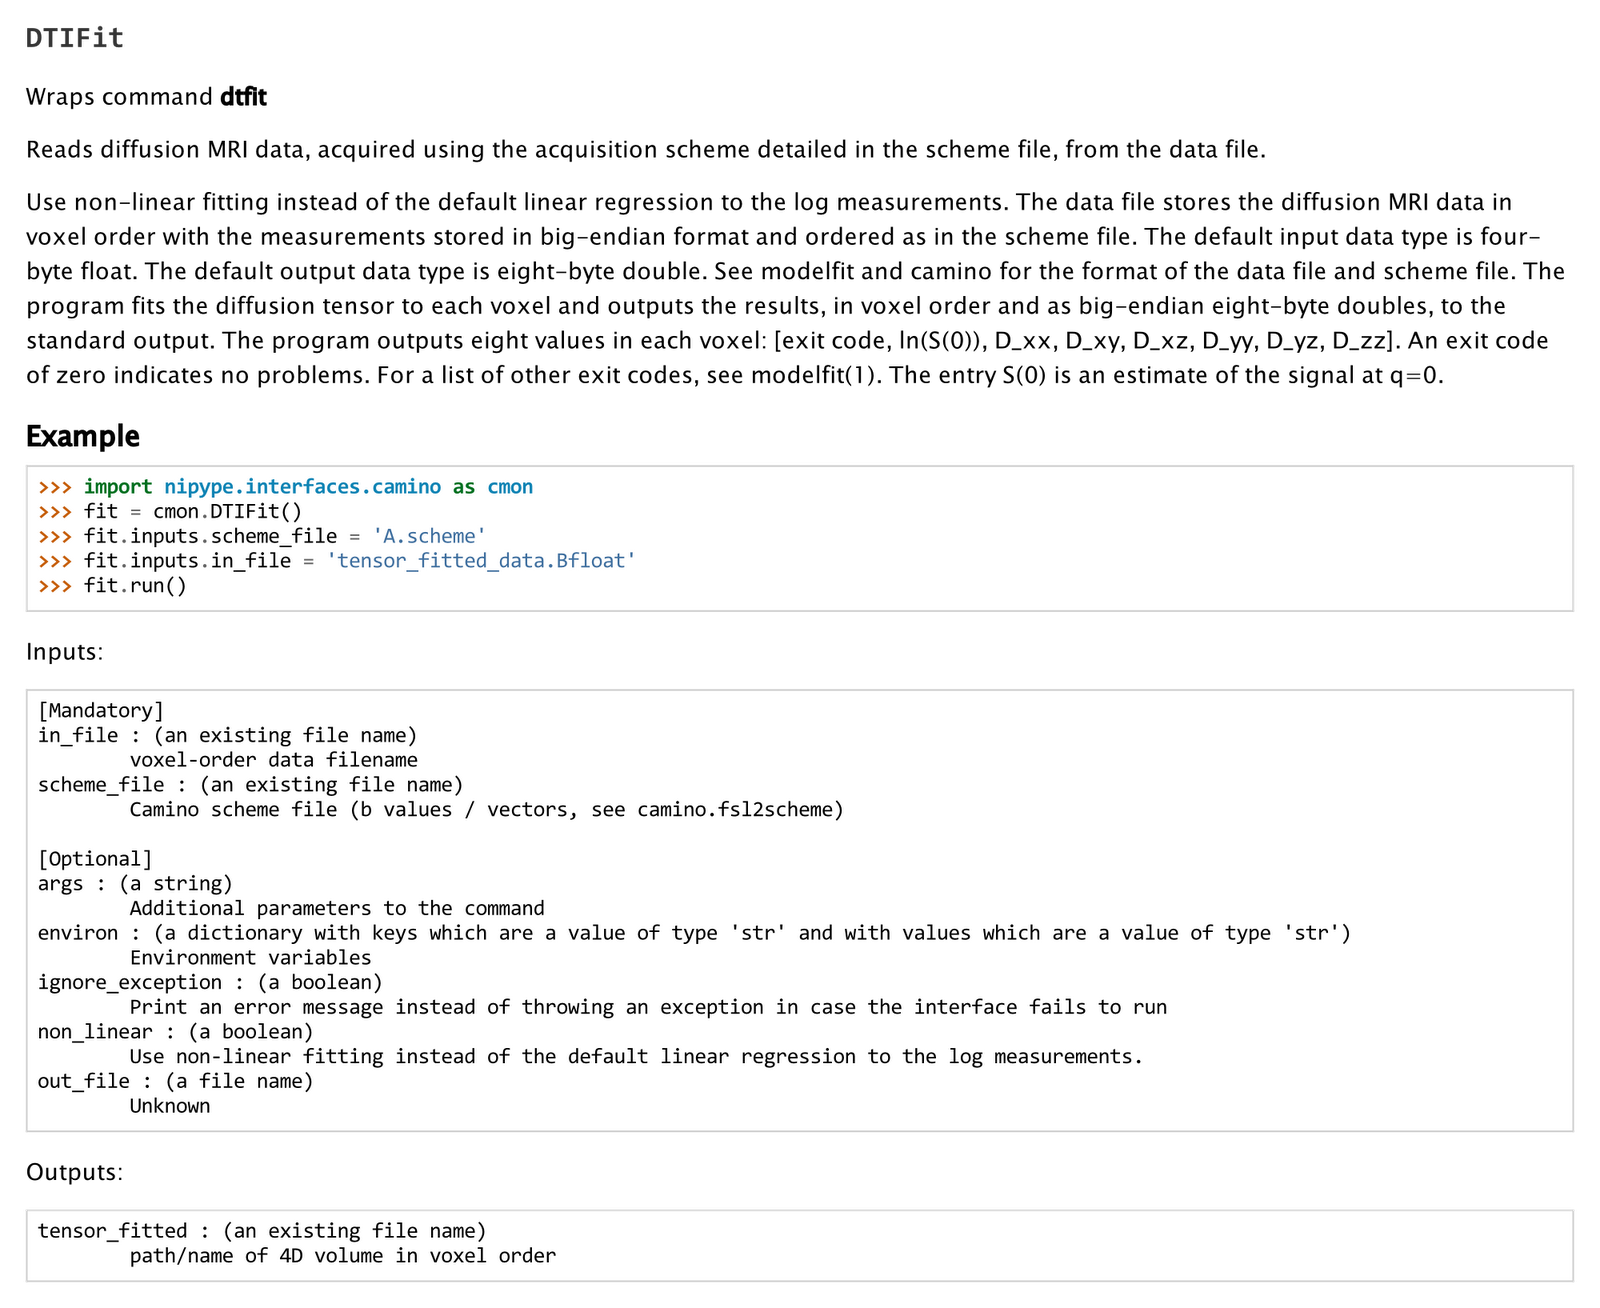 DTIFit
Wraps command dtfit
Reads diffusion MRI data, acquired using the acquisition scheme detailed in the scheme file, from the data file.
Use non-linear fitting instead of the default linear regression to the log measurements. The data file stores the diffusion MRI data in
voxel order with the measurements stored in big-endian format and ordered as in the scheme file. The default input data type is four-
byte float. The default output data type is eight-byte double. See modelfit and camino for the format of the data file and scheme file. The
program fits the diffusion tensor to each voxel and outputs the results, in voxel order and as big-endian eight-byte doubles, to the
standard output. The program outputs eight values in each voxel: [exit code, ln(S(0)), D_xx, D_xy, D_xz, D_yy, D_yz, D_zz]. An exit code
of zero indicates no problems. For a list of other exit codes, see modelfit(1). The entry S(0) is an estimate of the signal at q=0.
Example
>>> import nipype.interfaces.camino as cmon
>>> fit = cmon.DTIFit()
>>> fit.inputs.scheme_file = 'A.scheme'
>>> fit.inputs.in_file = 'tensor_fitted_data.Bfloat'
>>> fit.run()
Inputs:
[Mandatory]
in_file : (an existing file name)
        voxel-order data filename
scheme_file : (an existing file name)
        Camino scheme file (b values / vectors, see camino.fsl2scheme)

[Optional]
args : (a string)
        Additional parameters to the command
environ : (a dictionary with keys which are a value of type 'str' and with values which are a value of type 'str')
        Environment variables
ignore_exception : (a boolean)
        Print an error message instead of throwing an exception in case the interface fails to run
non_linear : (a boolean)
        Use non-linear fitting instead of the default linear regression to the log measurements.
out_file : (a file name)
        Unknown
Outputs:
tensor_fitted : (an existing file name)
        path/name of 4D volume in voxel order